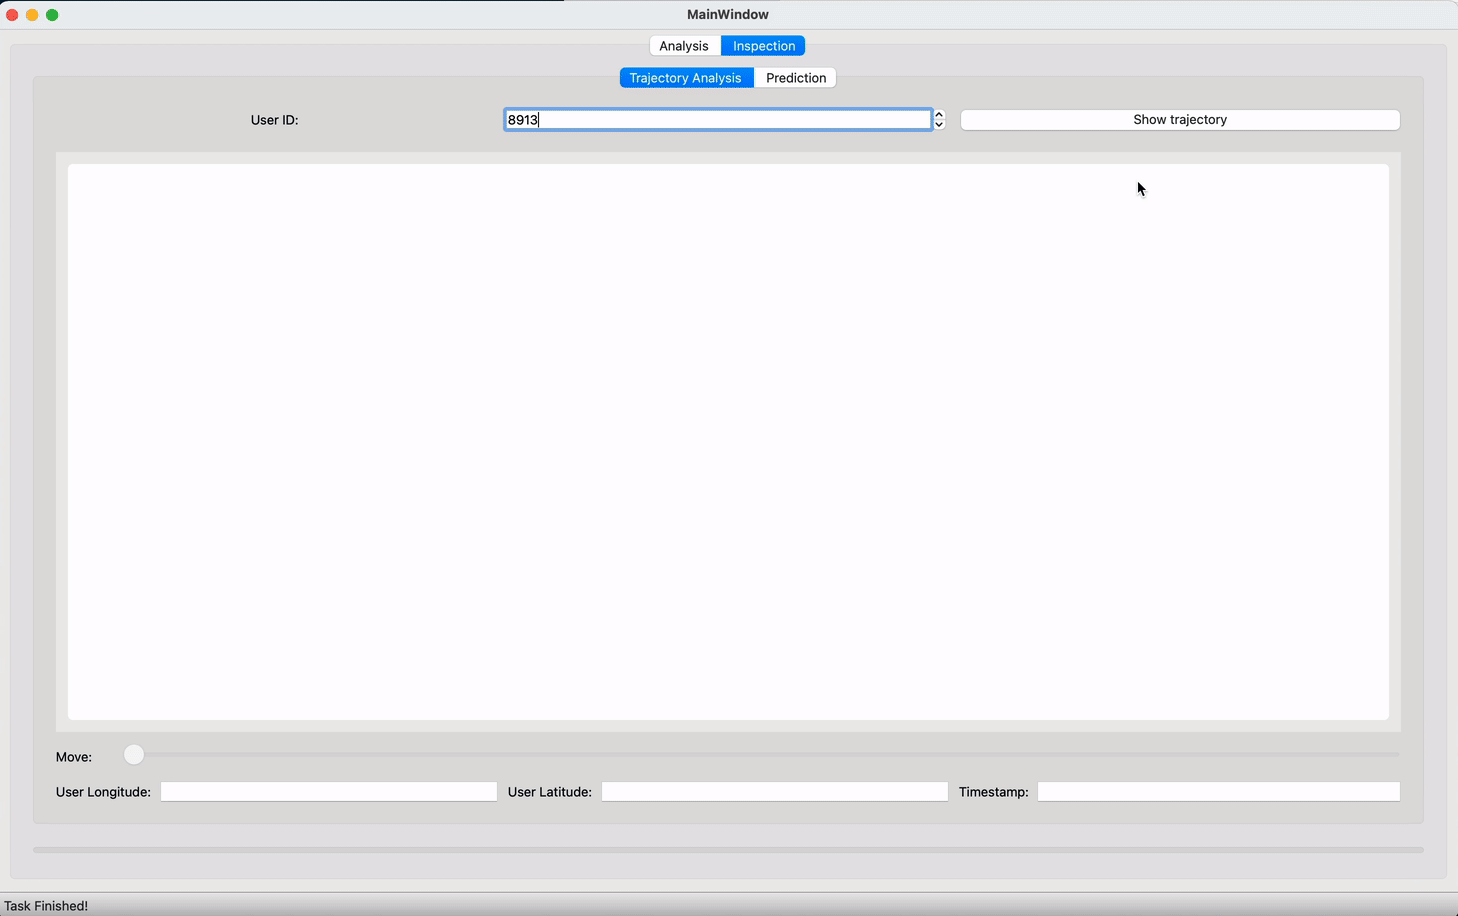 MainWindow
Analysis Inspection
Trajectory Analysis Prediction
User ID: 8913 Show trajectory
Move:
User Longitude: User Latitude: Timestamp:
Task Finished!